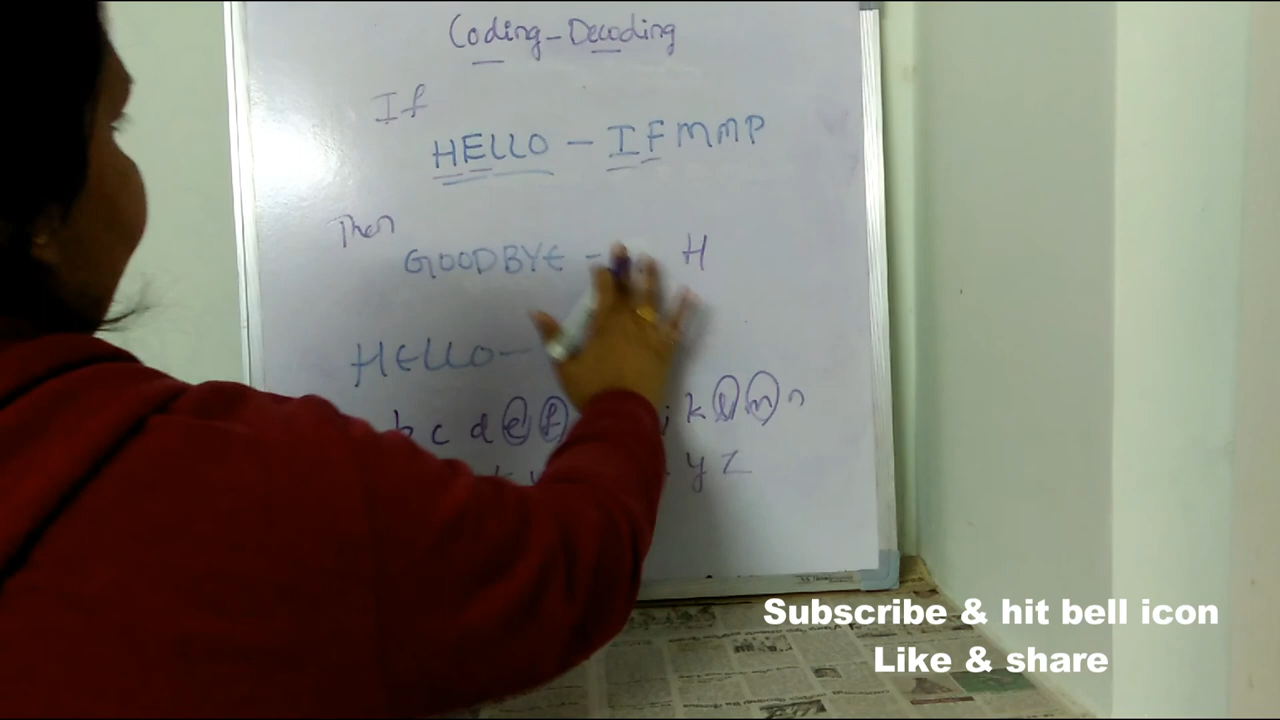 Coding-Decoding
If
HELLO - IFMMP
Then
GOODBYE - H
HELLO -
b c d e f j k l m n
y z
Subscribe & hit bell icon
Like & share